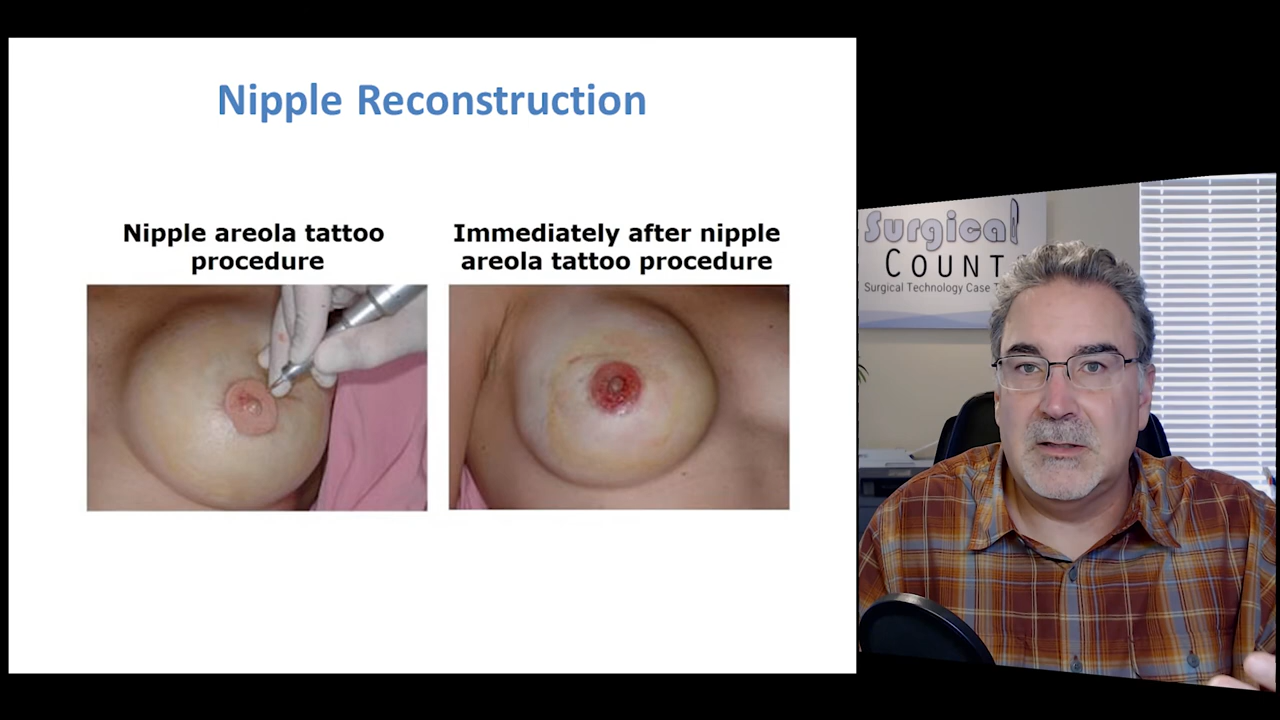 Nipple Reconstruction
Nipple areola tattoo
procedure
Immediately after nipple
areola tattoo procedure
Surgical
COUNT
Surgical Technology Case